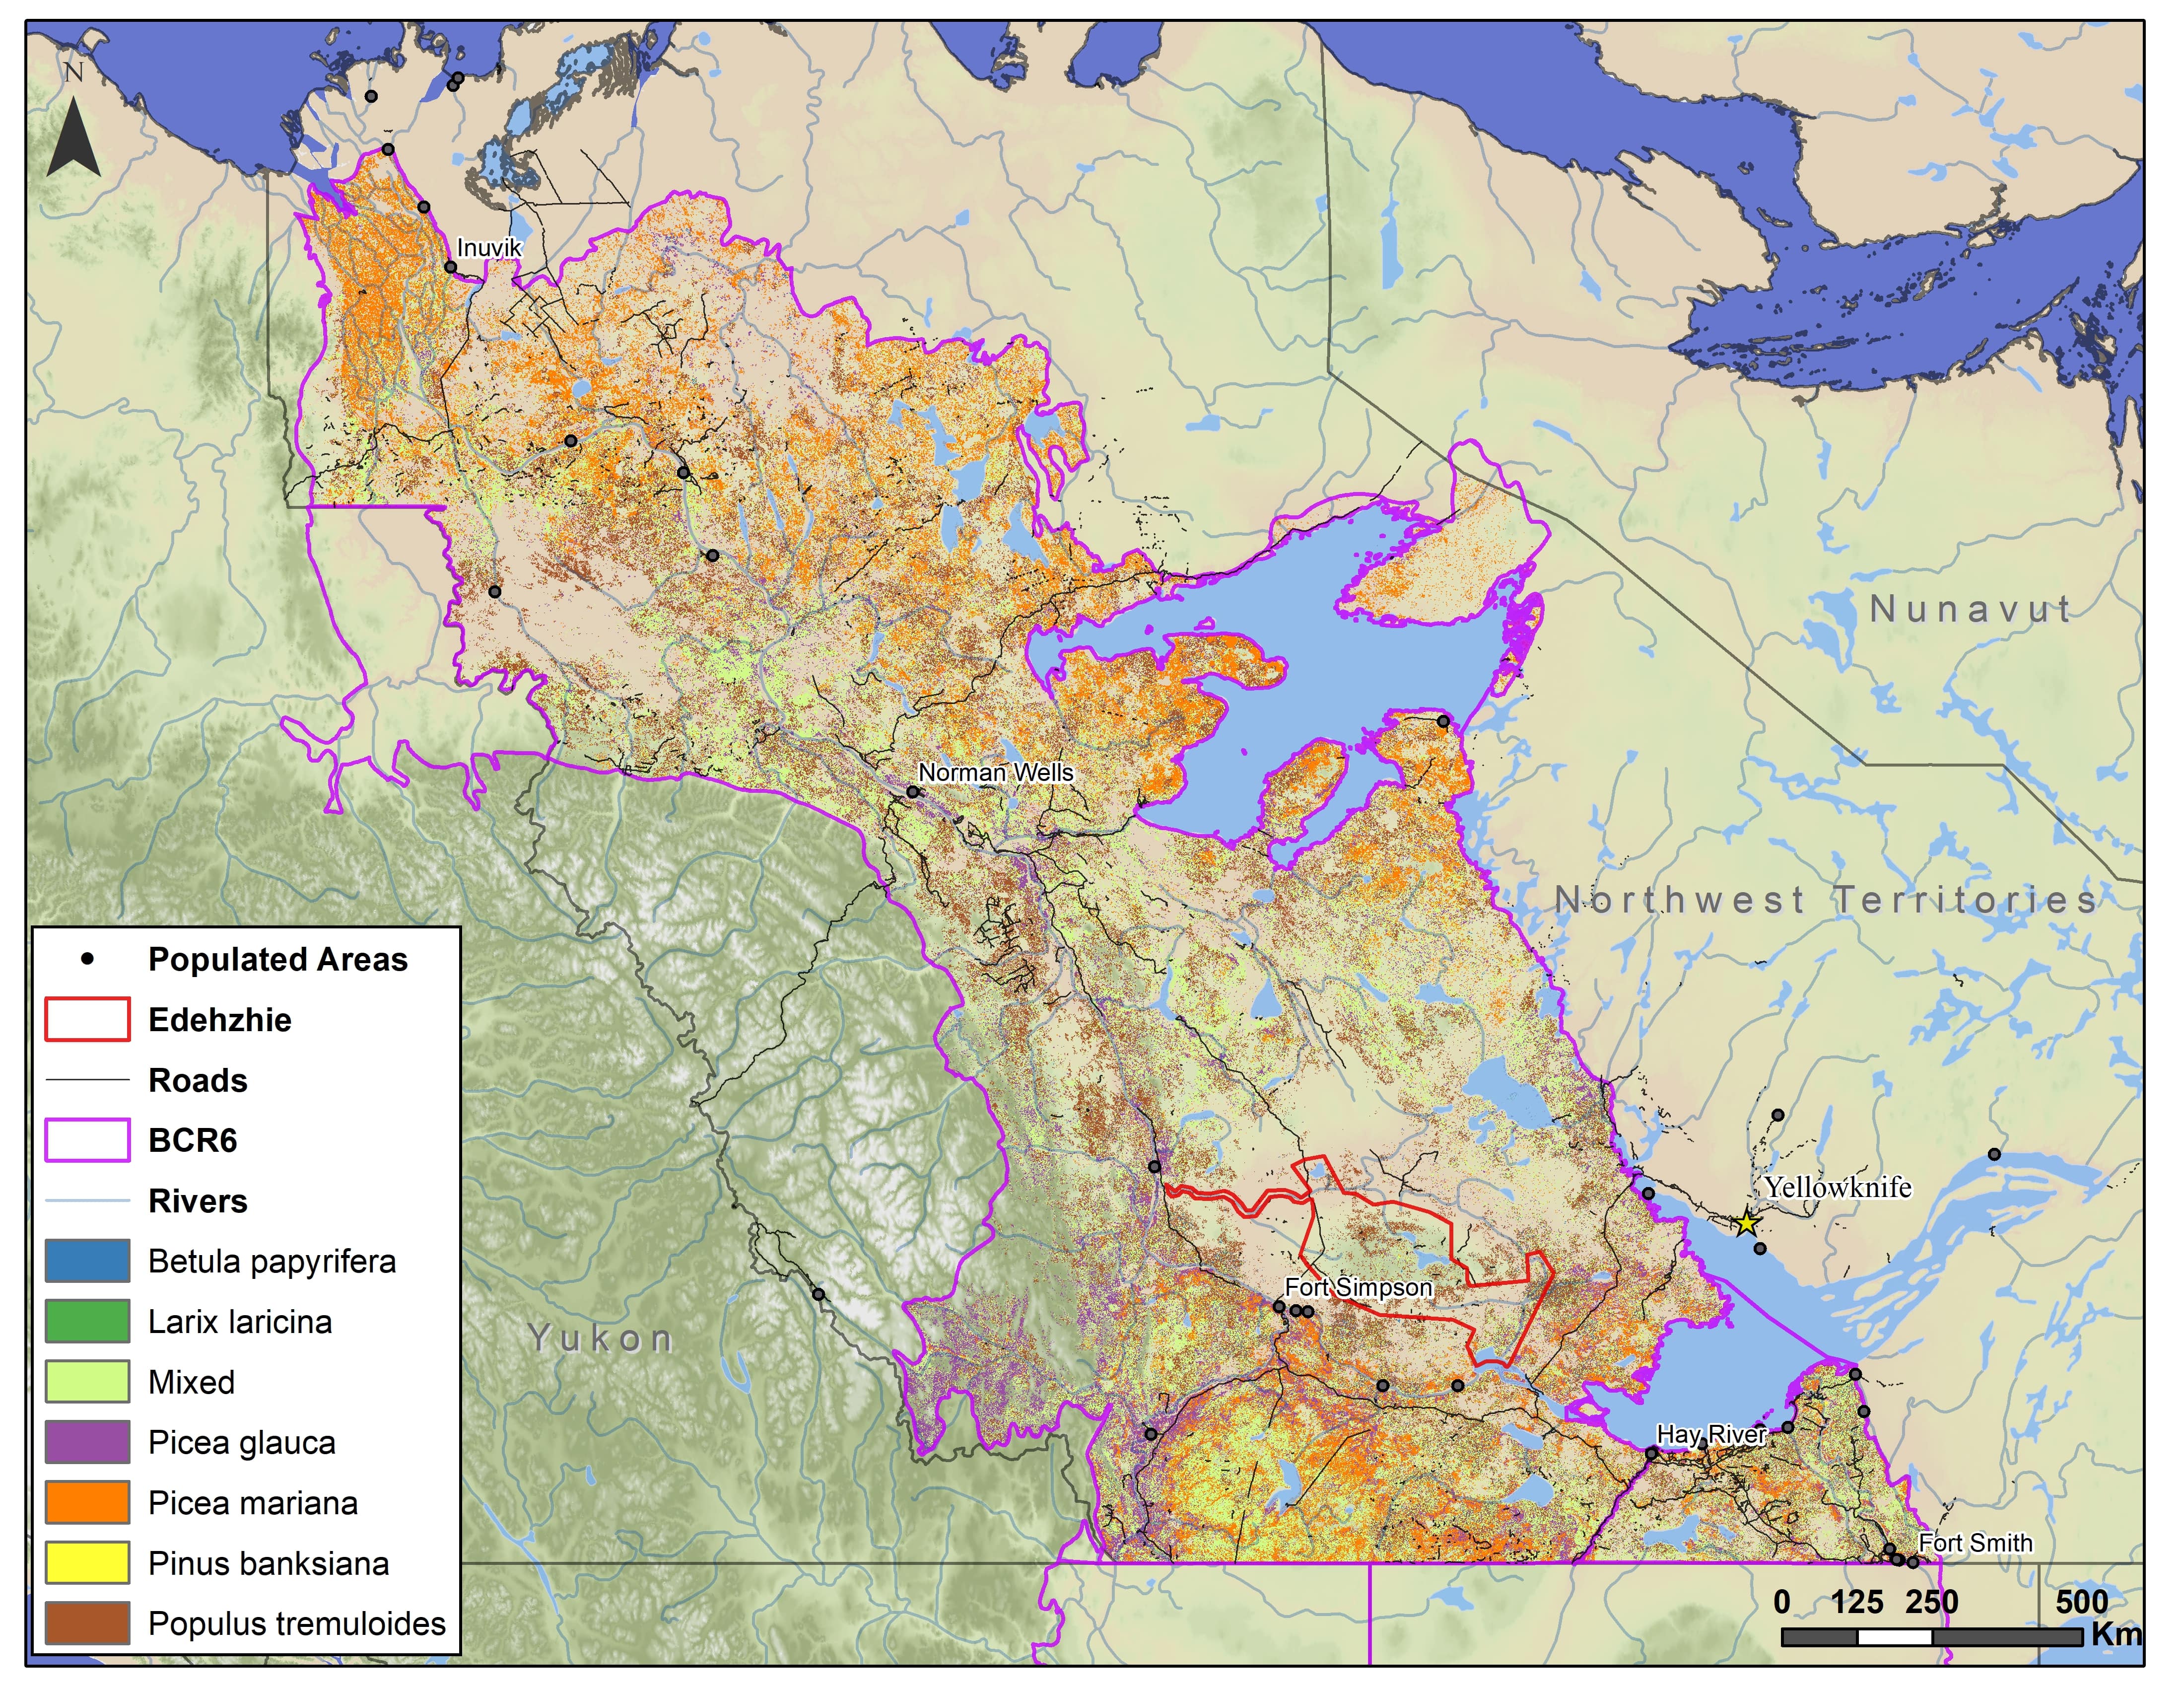 N
Inuvik
Nunavut
Norman Wells
Northwest Territories
Yellowknife
Fort Simpson
Yukon
Hay River
Fort Smith
Populated Areas
Edehzhie
Roads
BCR6
Rivers
Betula papyrifera
Larix laricina
Mixed
Picea glauca
Picea mariana
Pinus banksiana
Populus tremuloides
0 125 250 500
Km